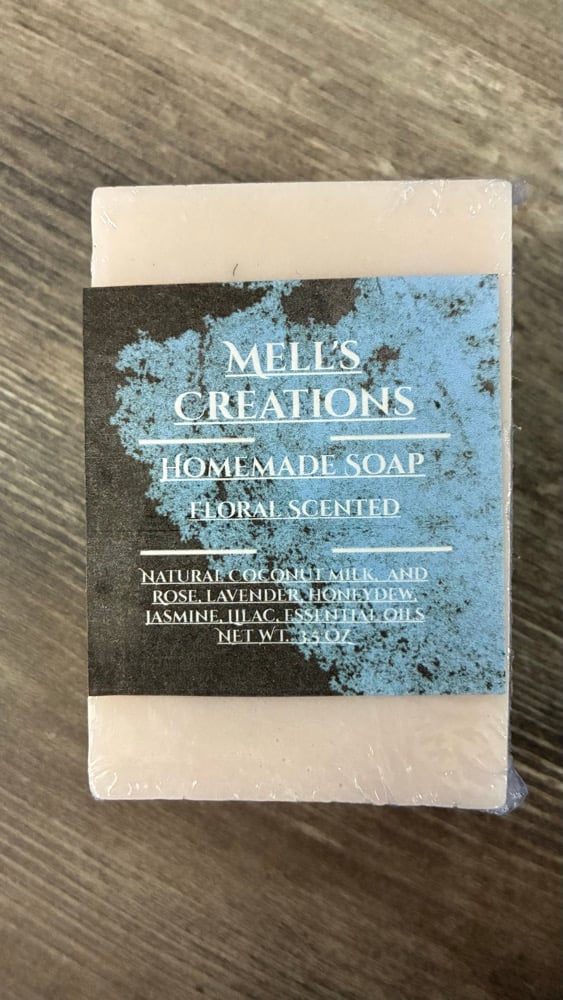 Mell's
Creations
Homemade Soap
Floral Scented
Natural Coconut Milk, and
Rose, Lavender, Honeydew,
Jasmine, Lilac, Essential Oils
Net Wt. 3.5 oz